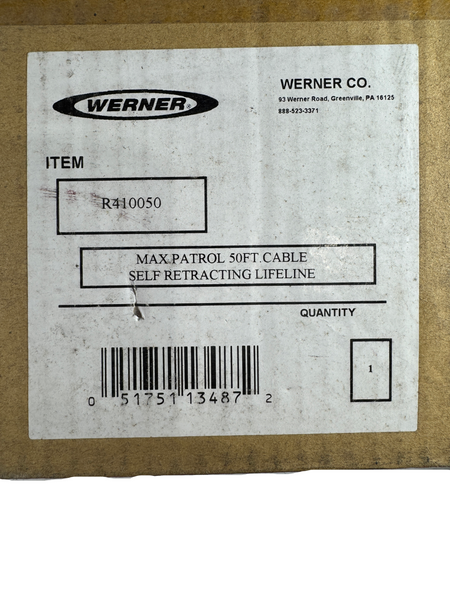 WERNER®
WERNER CO.
93 Werner Road, Greenville, PA 16125
888-523-3371
ITEM
R410050
MAX PATROL 50FT. CABLE
SELF RETRACTING LIFELINE
QUANTITY
1
0 51751 13487 2